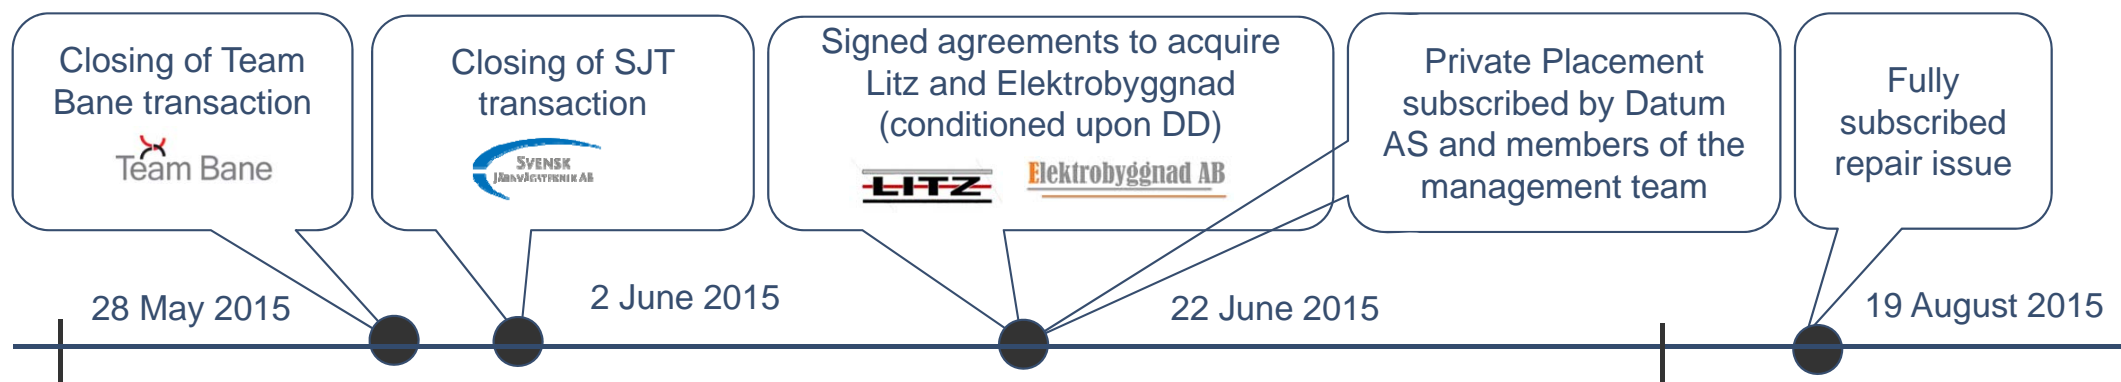 Closing of Team
Bane transaction
Team Bane
Closing of SJT
transaction
SVENSK
JÄRNVÄGSTEKNIK AB
Signed agreements to acquire
Litz and Elektrobyggnad
(conditioned upon DD)
LITZ
Elektrobyggnad AB
Private Placement
subscribed by Datum
AS and members of the
management team
Fully
subscribed
repair issue
28 May 2015
2 June 2015
22 June 2015
19 August 2015